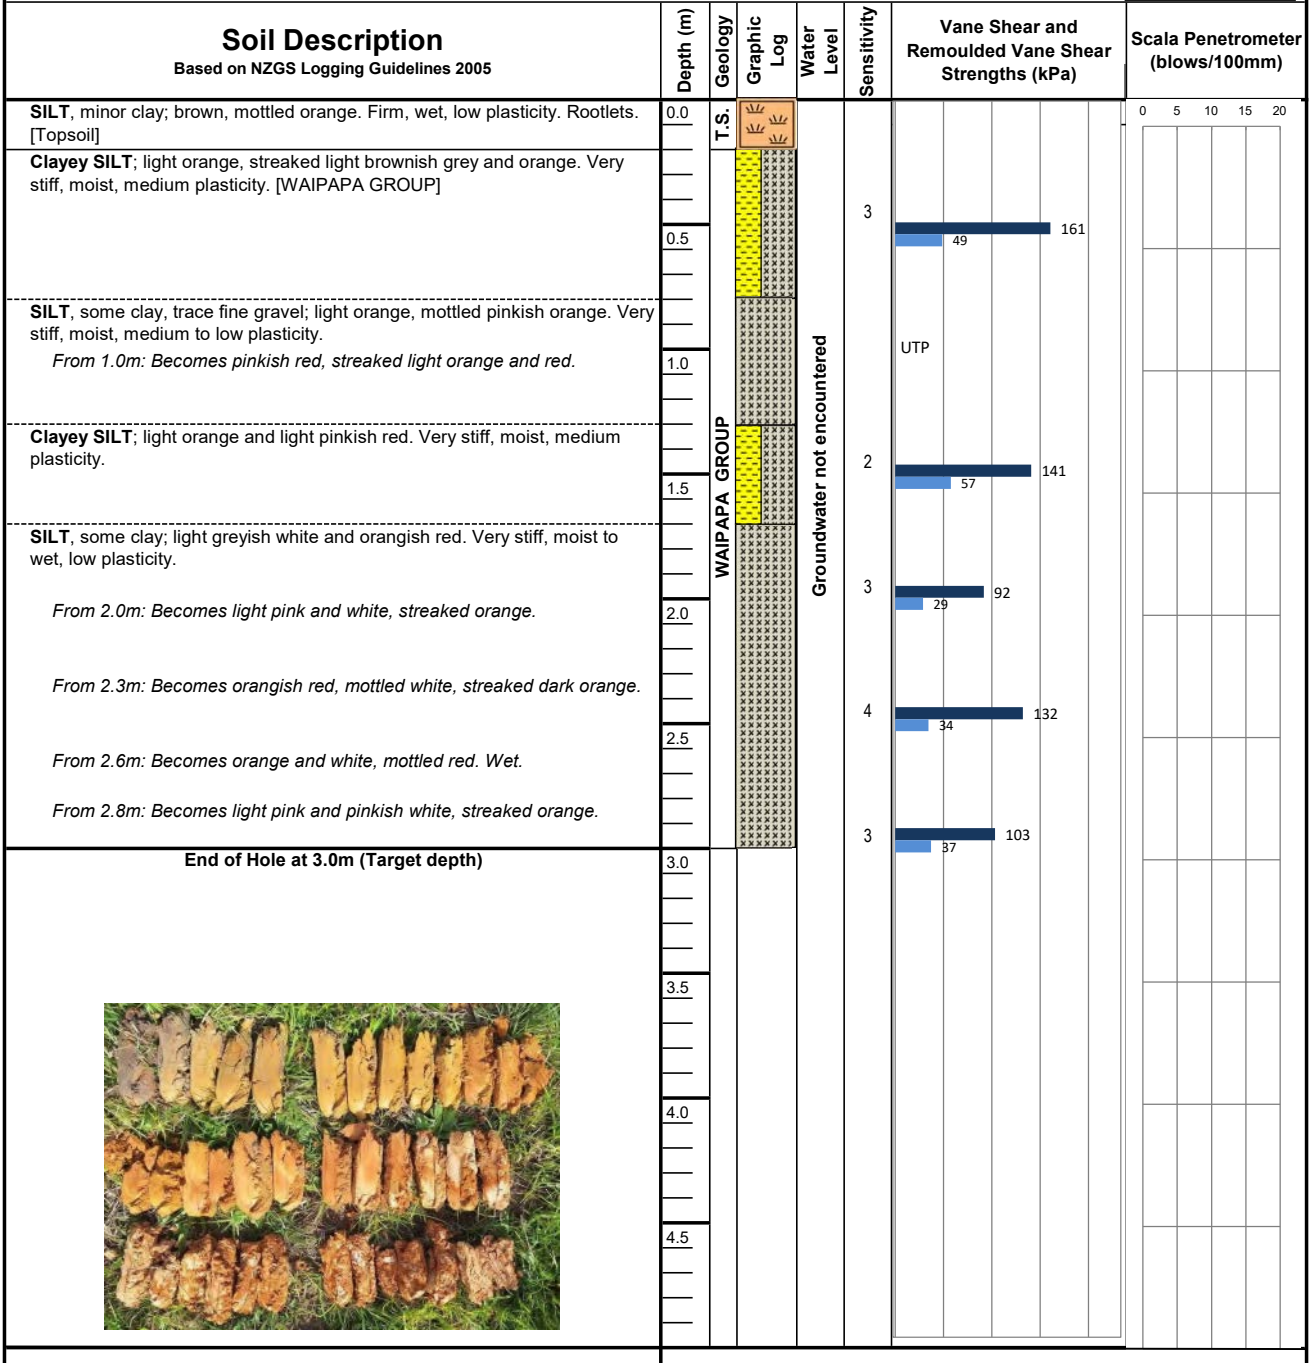 Soil Description
Based on NZGS Logging Guidelines 2005
Depth (m)
Geology
Graphic
Log
Water
Level
Sensitivity
Vane Shear and
Remoulded Vane Shear
Strengths (kPa)
Scala Penetrometer
(blows/100mm)
0 5 10 15 20
SILT, minor clay; brown, mottled orange. Firm, wet, low plasticity. Rootlets.
[Topsoil]
0.0
T.S.
Clayey SILT; light orange, streaked light brownish grey and orange. Very
stiff, moist, medium plasticity. [WAIPAPA GROUP]
3
161
49
0.5
SILT, some clay, trace fine gravel; light orange, mottled pinkish orange. Very
stiff, moist, medium to low plasticity.
UTP
From 1.0m: Becomes pinkish red, streaked light orange and red.
1.0
WAIPAPA GROUP
Groundwater not encountered
Clayey SILT; light orange and light pinkish red. Very stiff, moist, medium
plasticity.
2
141
57
1.5
SILT, some clay; light greyish white and orangish red. Very stiff, moist to
wet, low plasticity.
3
92
29
From 2.0m: Becomes light pink and white, streaked orange.
2.0
From 2.3m: Becomes orangish red, mottled white, streaked dark orange.
4
132
34
2.5
From 2.6m: Becomes orange and white, mottled red. Wet.
From 2.8m: Becomes light pink and pinkish white, streaked orange.
3
103
37
End of Hole at 3.0m (Target depth)
3.0
3.5
4.0
4.5